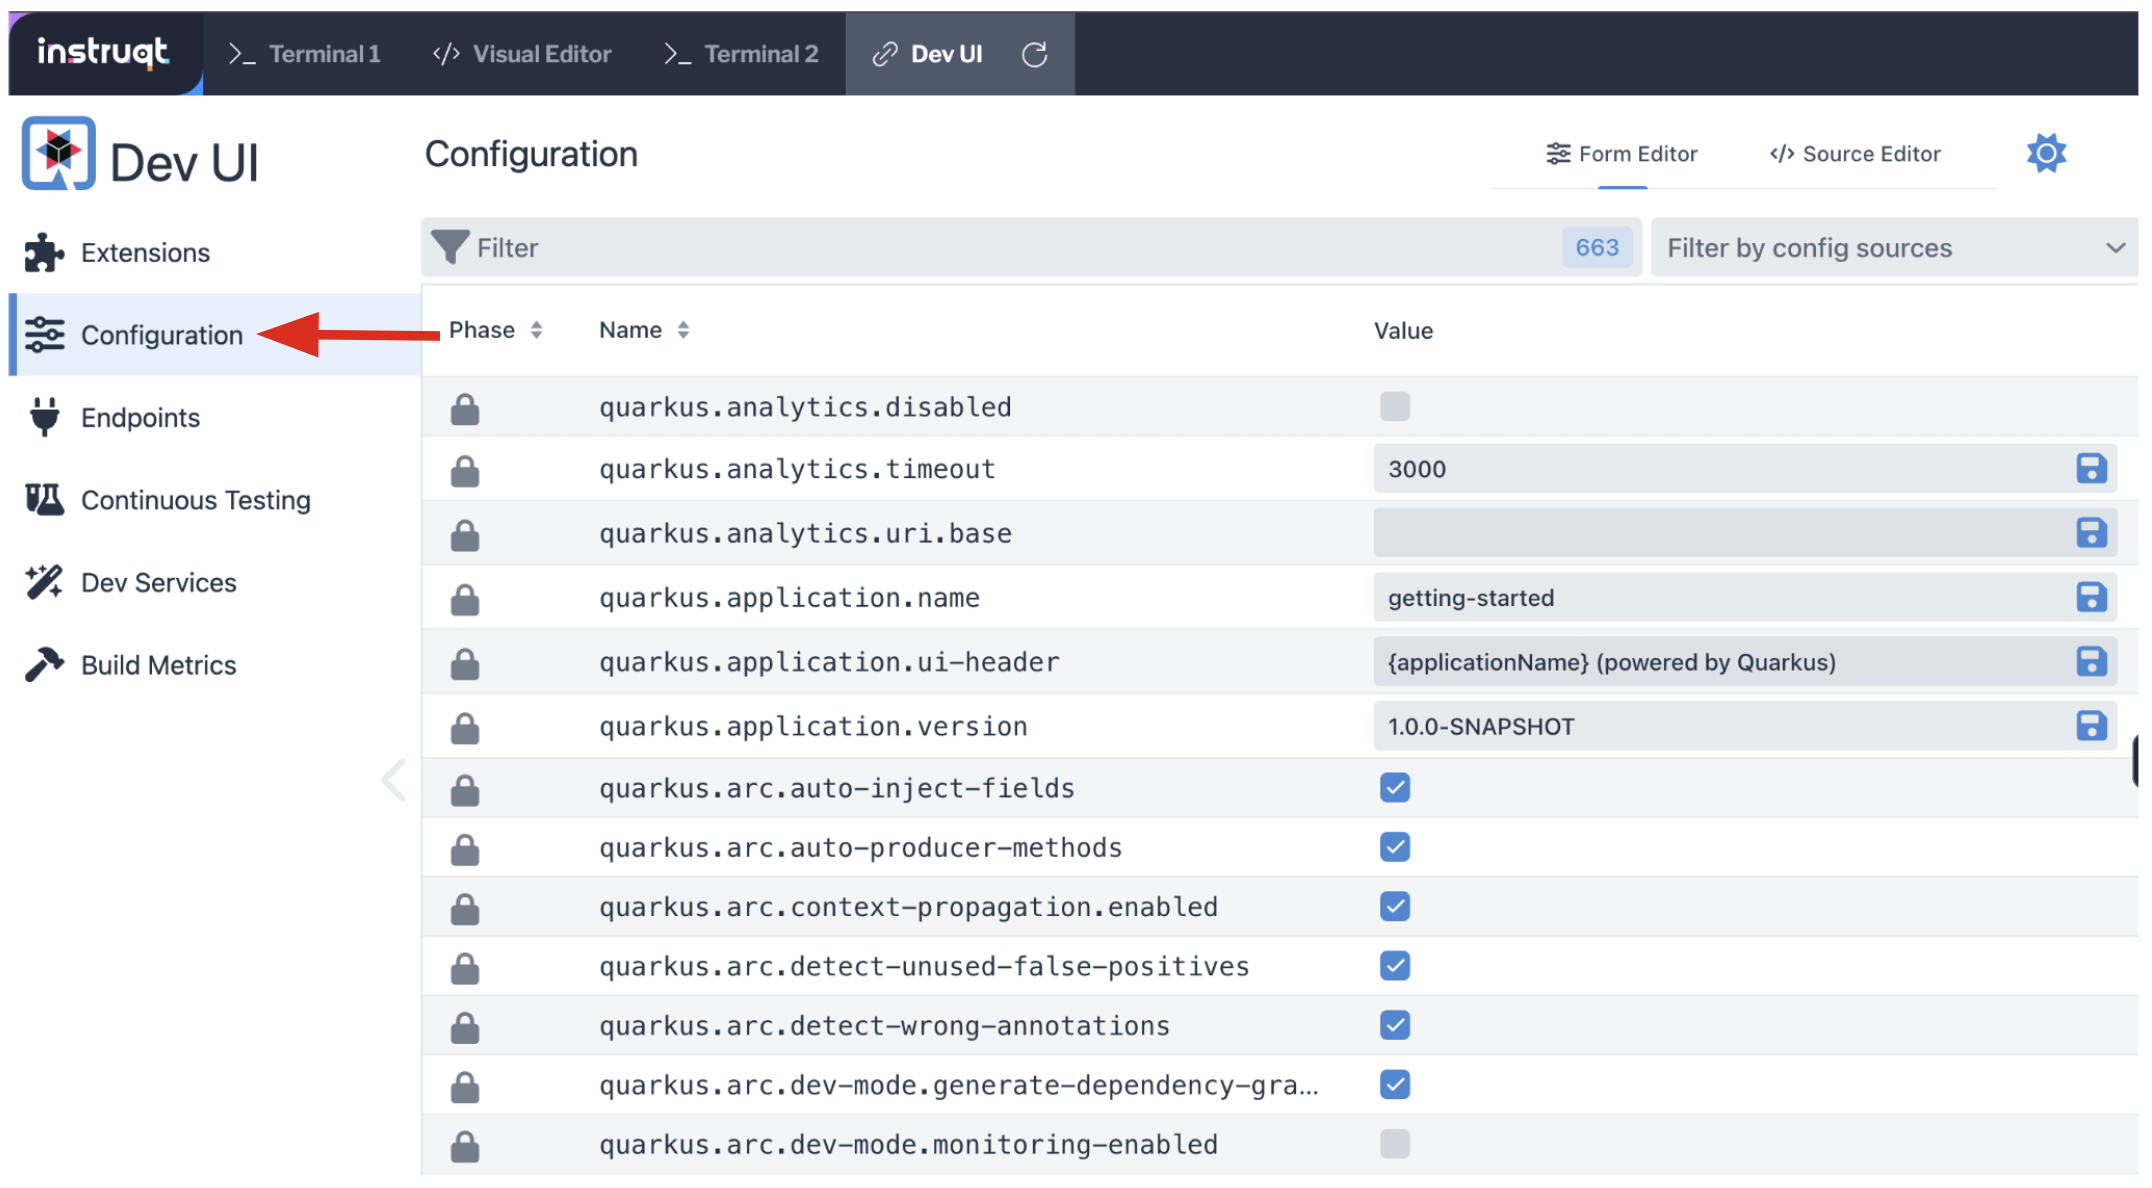 instruqt >_ Terminal 1 </> Visual Editor >_ Terminal 2 Dev UI
Dev UI
Configuration
Form Editor </> Source Editor
Extensions
Configuration
Endpoints
Continuous Testing
Dev Services
Build Metrics
Filter 663 Filter by config sources
Phase Name Value
quarkus.analytics.disabled
quarkus.analytics.timeout 3000
quarkus.analytics.uri.base
quarkus.application.name getting-started
quarkus.application.ui-header {applicationName} (powered by Quarkus)
quarkus.application.version 1.0.0-SNAPSHOT
quarkus.arc.auto-inject-fields
quarkus.arc.auto-producer-methods
quarkus.arc.context-propagation.enabled
quarkus.arc.detect-unused-false-positives
quarkus.arc.detect-wrong-annotations
quarkus.arc.dev-mode.generate-dependency-gra...
quarkus.arc.dev-mode.monitoring-enabled